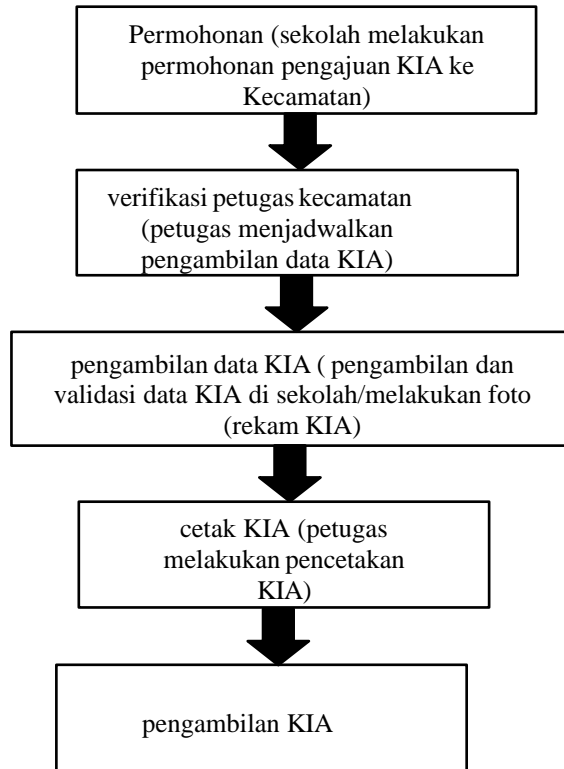 Permohonan (sekolah melakukan
permohonan pengajuan KIA ke
Kecamatan)
verifikasi petugas kecamatan
(petugas menjadwalkan
pengambilan data KIA)
pengambilan data KIA ( pengambilan dan
validasi data KIA di sekolah/melakukan foto
(rekam KIA)
cetak KIA (petugas
melakukan pencetakan
KIA)
pengambilan KIA